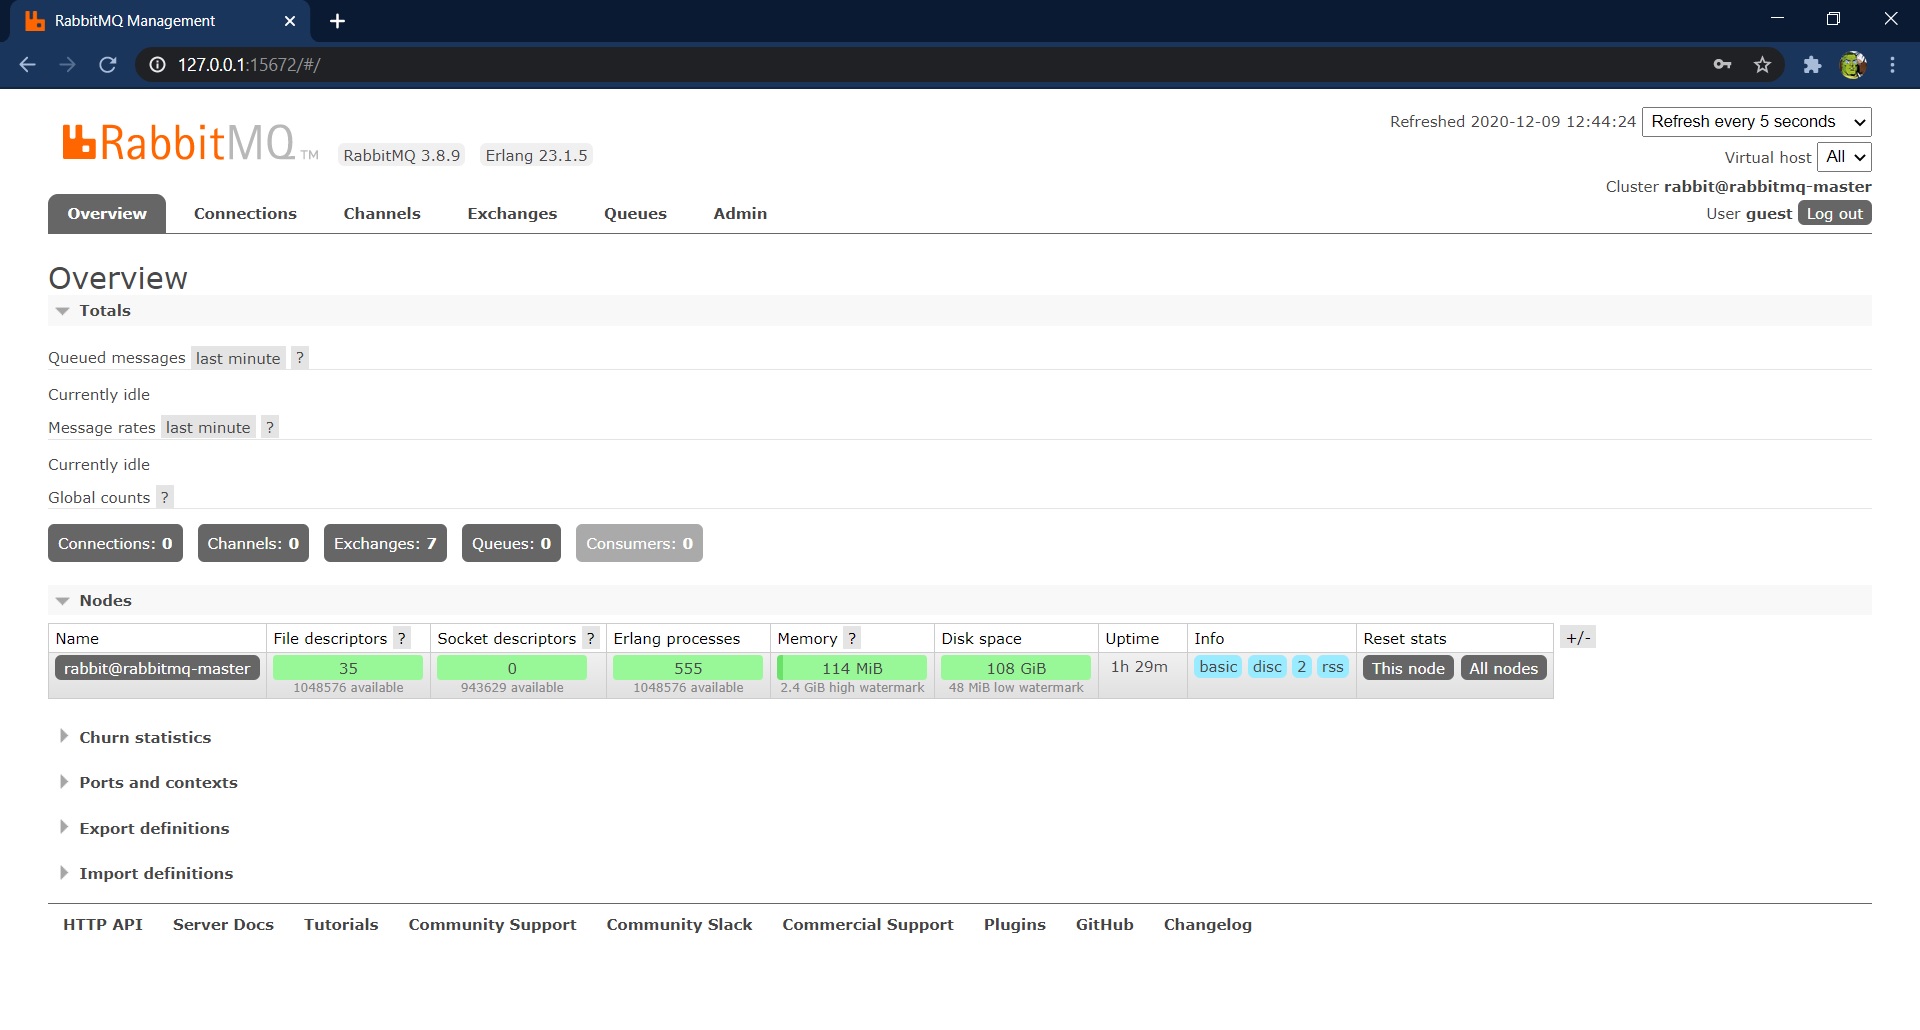 RabbitMQ Management
127.0.0.1:15672/#/
Refreshed 2020-12-09 12:44:24 Refresh every 5 seconds
RabbitMQ TM RabbitMQ 3.8.9 Erlang 23.1.5
Virtual host All
Cluster rabbit@rabbitmq-master
User guest Log out
Overview Connections Channels Exchanges Queues Admin
Overview
Totals
Queued messages last minute ?
Currently idle
Message rates last minute ?
Currently idle
Global counts ?
Connections: 0 Channels: 0 Exchanges: 7 Queues: 0 Consumers: 0
Nodes
Name File descriptors ? Socket descriptors ? Erlang processes Memory ? Disk space Uptime Info Reset stats +/-
rabbit@rabbitmq-master 35 0 555 114 MiB 108 GiB 1h 29m basic disc 2 rss This node All nodes
1048576 available 943629 available 1048576 available 2.4 GiB high watermark 48 MiB low watermark
Churn statistics
Ports and contexts
Export definitions
Import definitions
HTTP API Server Docs Tutorials Community Support Community Slack Commercial Support Plugins GitHub Changelog